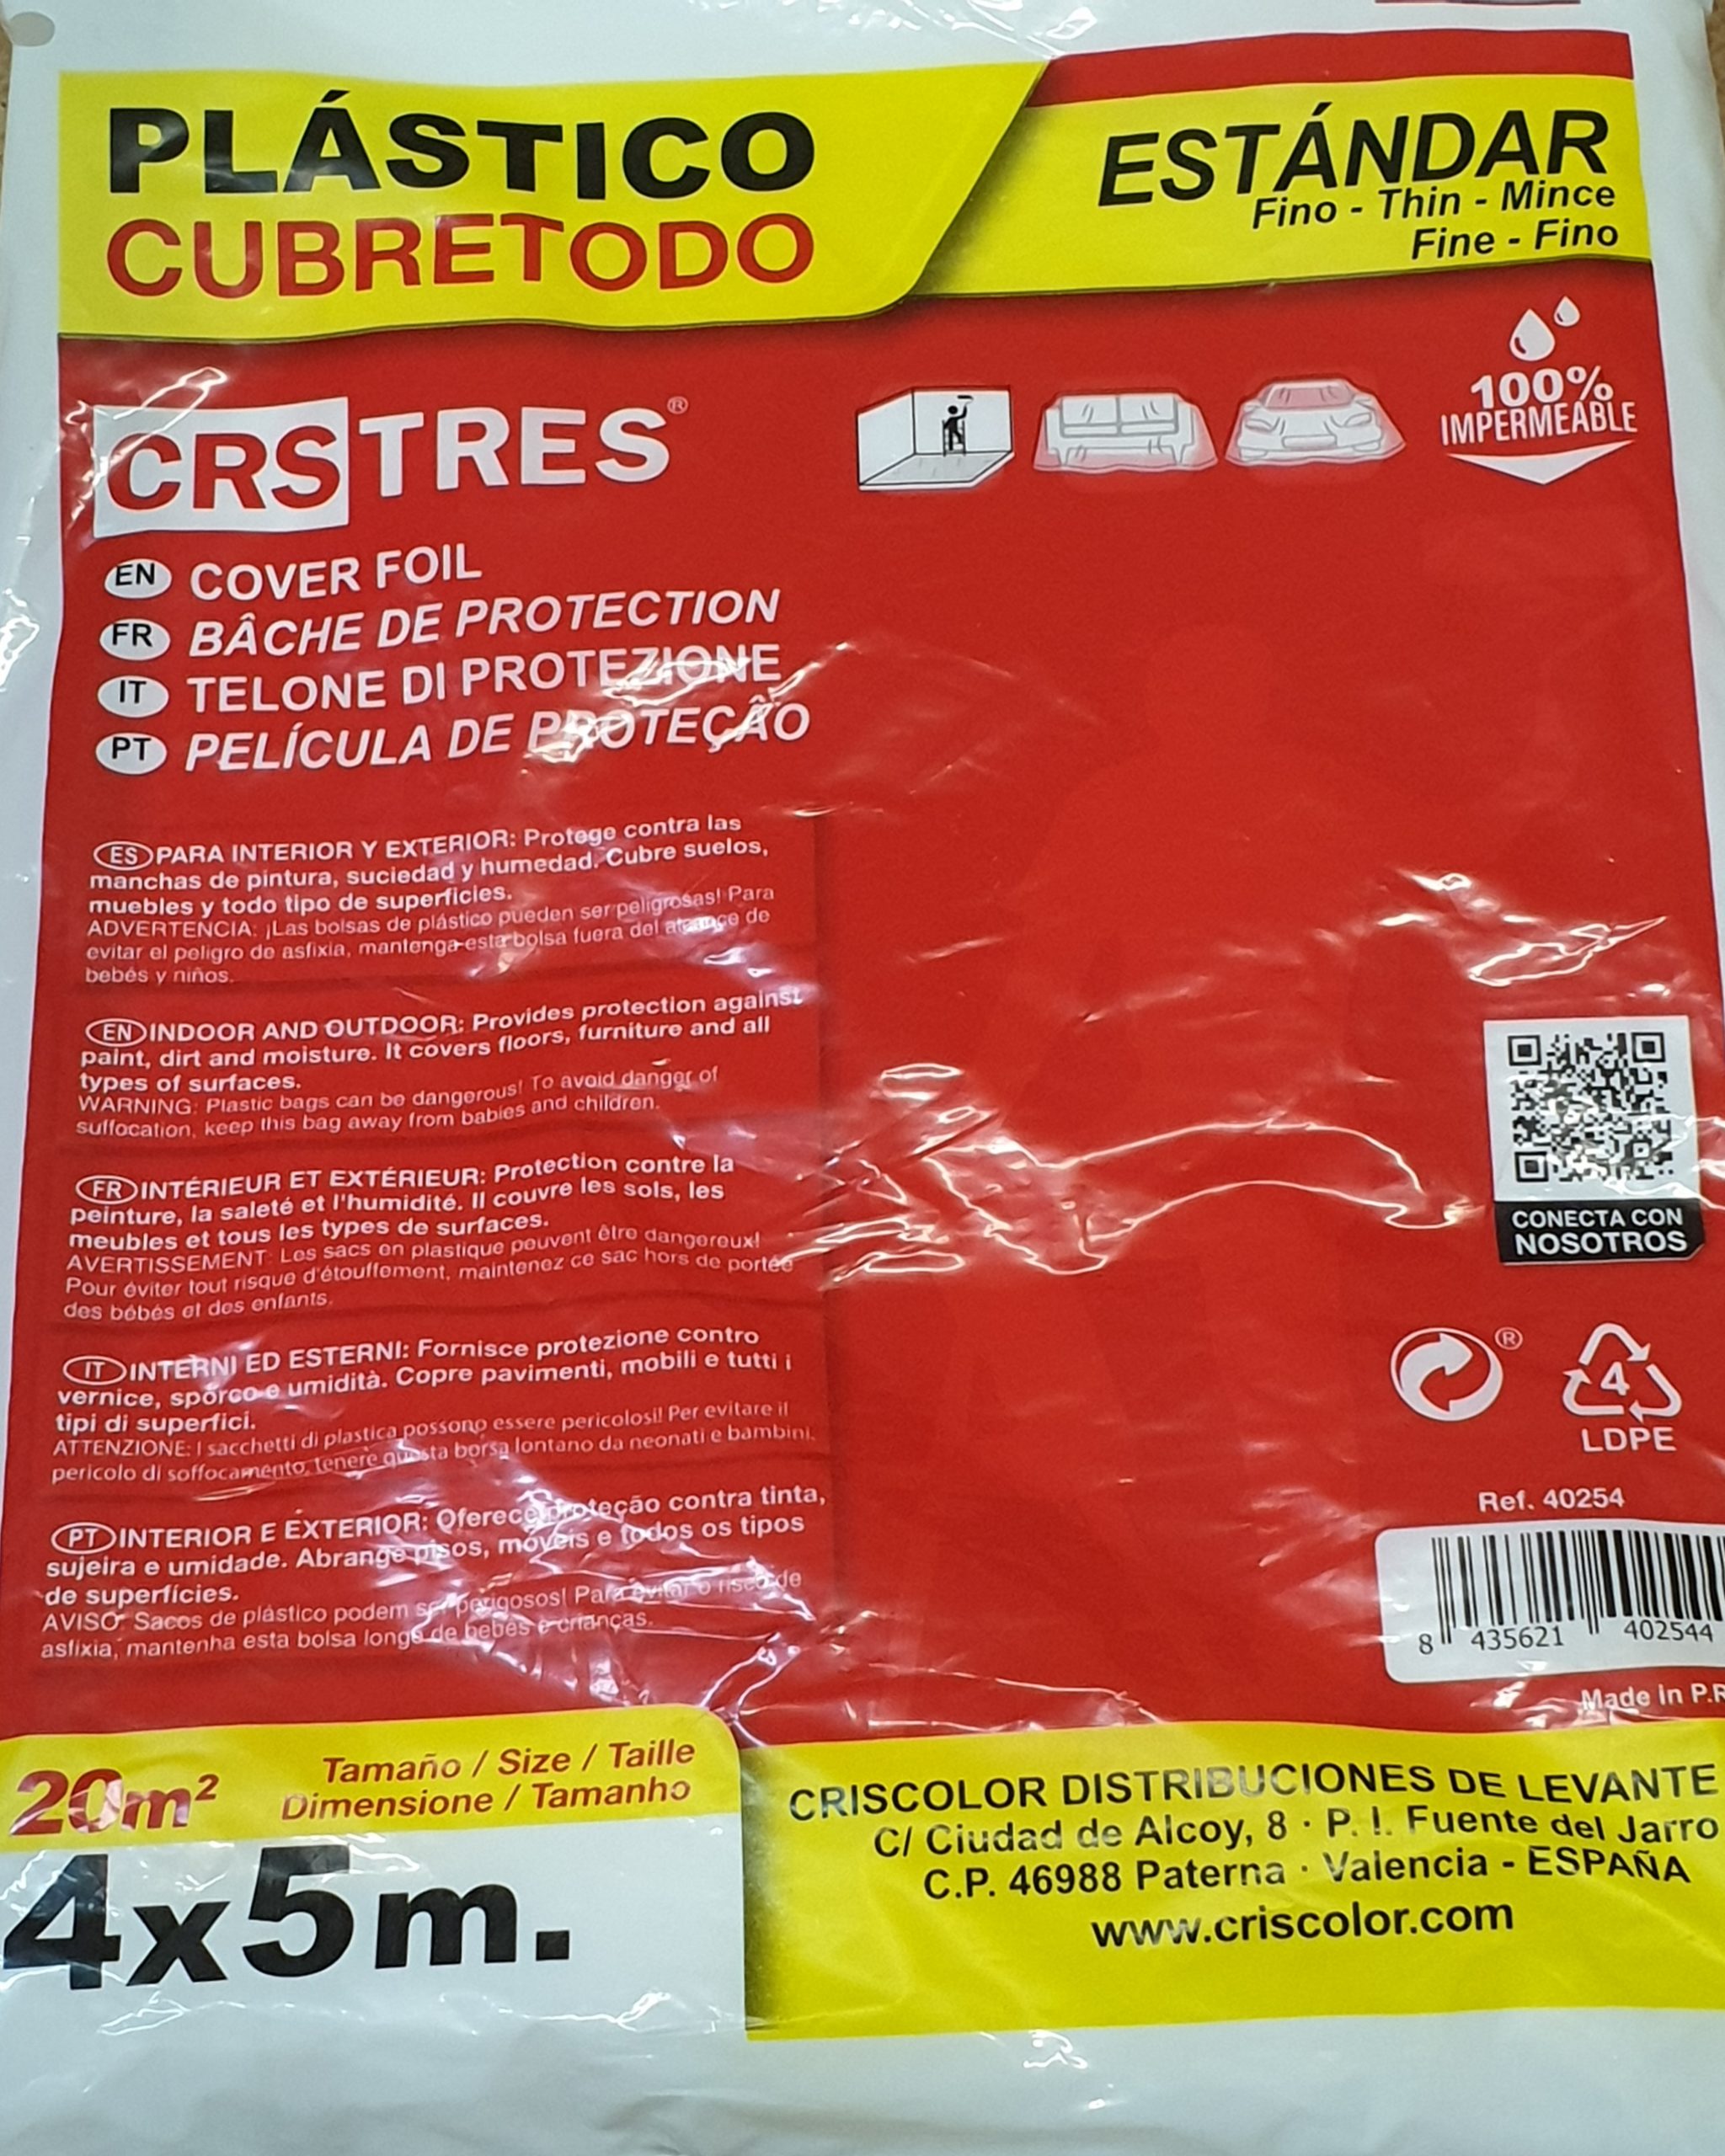 PLÁSTICO
CUBRETODO
ESTÁNDAR
Fino - Thin - Mince
Fine - Fino
CRSTRES®
100%
IMPERMEABLE
EN COVER FOIL
FR BÂCHE DE PROTECTION
IT TELONE DI PROTEZIONE
PT PELÍCULA DE PROTEÇÃO
ES PARA INTERIOR Y EXTERIOR: Protege contra las
manchas de pintura, suciedad y humedad. Cubre suelos,
muebles y todo tipo de superficies.
ADVERTENCIA: ¡Las bolsas de plástico pueden ser peligrosas! Para
evitar el peligro de asfixia, mantenga esta bolsa fuera del alcance de
bebés y niños.
EN INDOOR AND OUTDOOR: Provides protection against
paint, dirt and moisture. It covers floors, furniture and all
types of surfaces.
WARNING: Plastic bags can be dangerous! To avoid danger of
suffocation, keep this bag away from babies and children.
FR INTÉRIEUR ET EXTÉRIEUR: Protection contre la
peinture, la saleté et l'humidité. Il couvre les sols, les
meubles et tous les types de surfaces.
AVERTISSEMENT: Les sacs en plastique peuvent être dangereux!
Pour éviter tout risque d'étouffement, maintenez ce sac hors de portée
des bébés et des enfants.
IT INTERNI ED ESTERNI: Fornisce protezione contro
vernice, sporco e umidità. Copre pavimenti, mobili e tutti i
tipi di superfici.
ATTENZIONE: I sacchetti di plastica possono essere pericolosi! Per evitare il
pericolo di soffocamento, tenere questa borsa lontano da neonati e bambini.
PT INTERIOR E EXTERIOR: Oferece proteção contra tinta,
sujeira e umidade. Abrange pisos, móveis e todos os tipos
de superfícies.
AVISO: Sacos de plástico podem ser perigosos! Para evitar o risco de
asfixia, mantenha esta bolsa longe de bebés e crianças.
CONECTA CON
NOSOTROS
®
4
LDPE
Ref. 40254
8 435621 402544
Made in P.R
20m²
Tamaño / Size / Taille
Dimensione / Tamanho
4x5m.
CRISCOLOR DISTRIBUCIONES DE LEVANTE
C/ Ciudad de Alcoy, 8 · P. I. Fuente del Jarro
C.P. 46988 Paterna · Valencia - ESPAÑA
www.criscolor.com